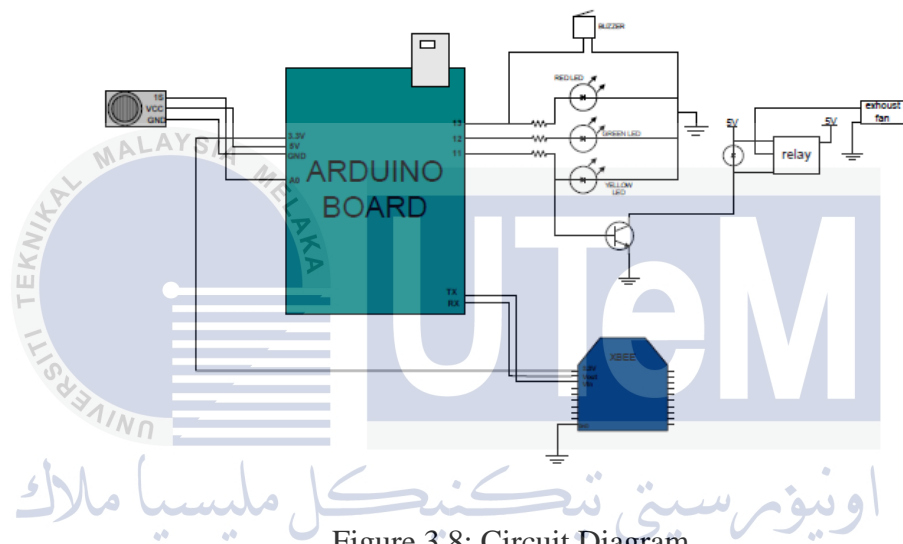 BUZZER
RED LED
GREEN LED
YELLOW
LED
1S
VCC
GND
3.3V
5V
GND
A0
13
12
11
ARDUINO
BOARD
TX
RX
5V
5V
relay
exhoust
fan
XBEE
UNIVERSITI TEKNIKAL MALAYSIA MELAKA
UTeM
اونيۏرسيتي تيكنيكل مليسيا ملاك
Figure 3.8: Circuit Diagram